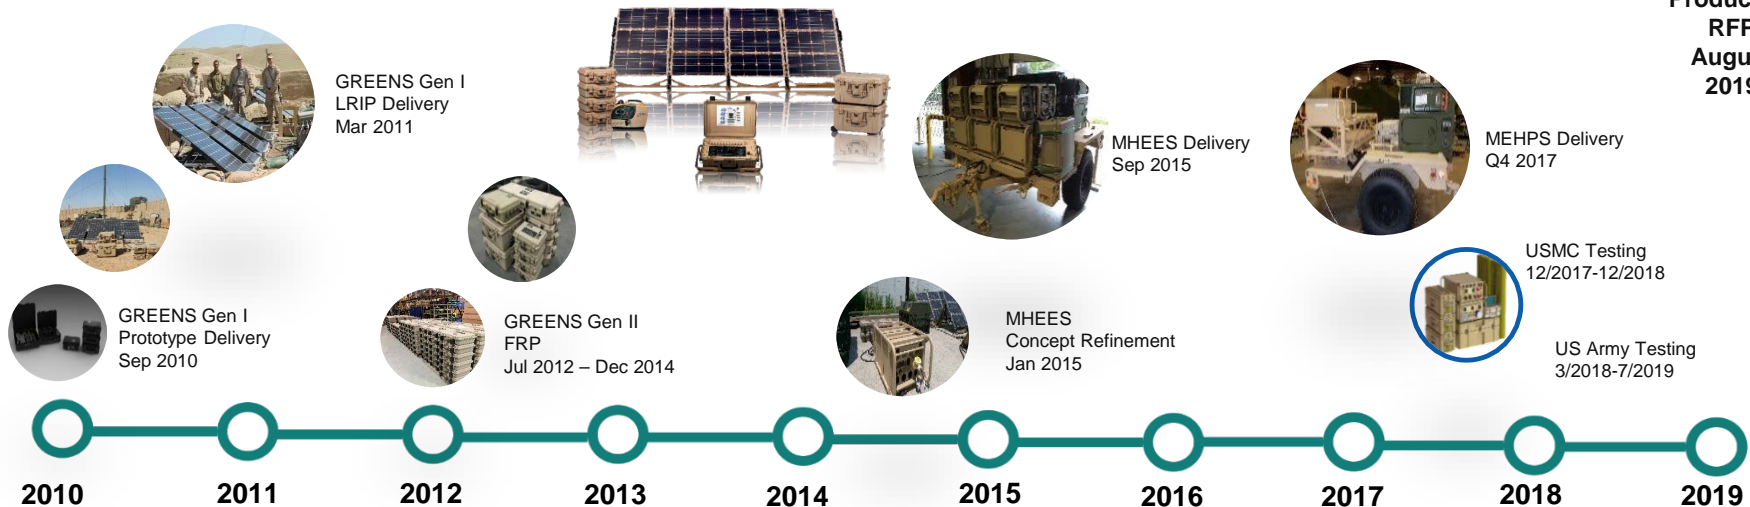 RFP
2019
GREENS Gen I
LRIP Delivery
Mar 2011
MHEES Delivery
Sep 2015
MEHPS Delivery
Q4 2017
USMC Testing
12/2017-12/2018
GREENS Gen I
Prototype Delivery
Sep 2010
GREENS Gen II
FRP
Jul 2012 – Dec 2014
MHEES
Concept Refinement
Jan 2015
US Army Testing
3/2018-7/2019
2010
2011
2012
2013
2014
2015
2016
2017
2018
2019